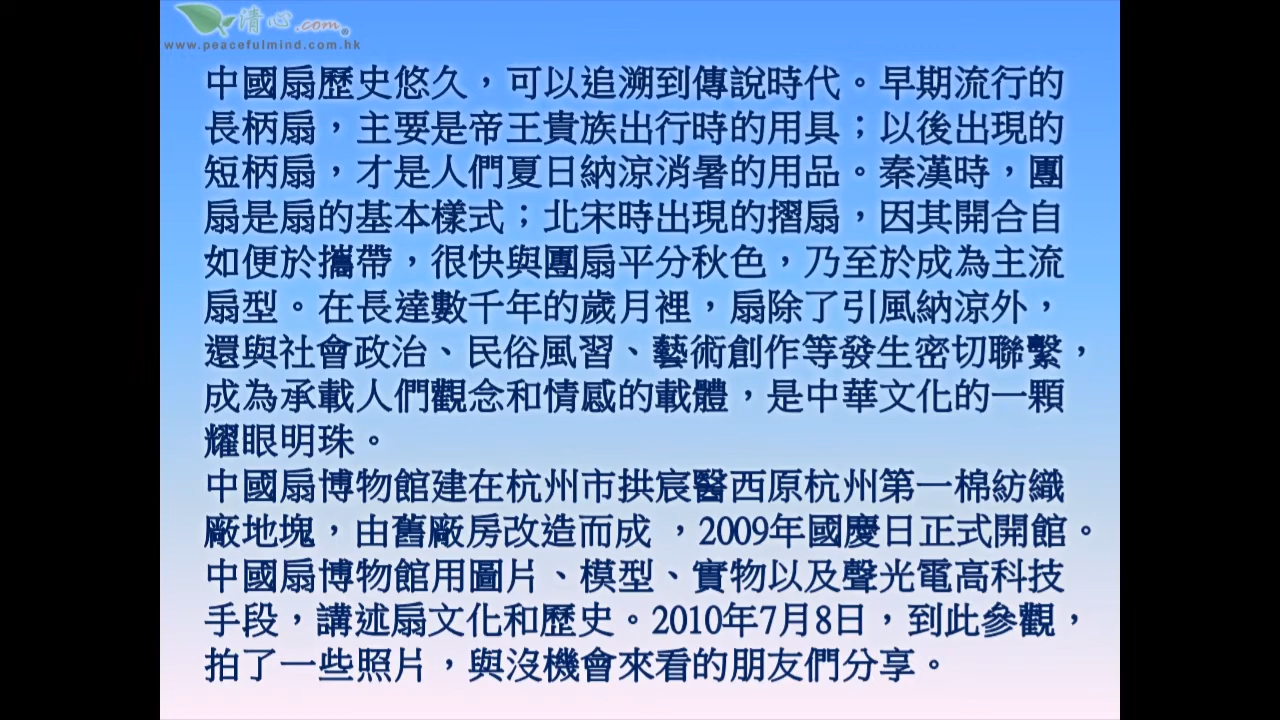 清心.com®
www.peacefulmind.com.hk
中國扇歷史悠久，可以追溯到傳說時代。早期流行的
長柄扇，主要是帝王貴族出行時的用具；以後出現的
短柄扇，才是人們夏日納涼消暑的用品。秦漢時，團
扇是扇的基本樣式；北宋時出現的摺扇，因其開合自
如便於攜帶，很快與團扇平分秋色，乃至於成為主流
扇型。在長達數千年的歲月裡，扇除了引風納涼外，
還與社會政治、民俗風習、藝術創作等發生密切聯繫，
成為承載人們觀念和情感的載體，是中華文化的一顆
耀眼明珠。
中國扇博物館建在杭州市拱宸醫西原杭州第一棉紡織
廠地塊，由舊廠房改造而成 ，2009年國慶日正式開館。
中國扇博物館用圖片、模型、實物以及聲光電高科技
手段，講述扇文化和歷史。2010年7月8日，到此參觀，
拍了一些照片，與沒機會來看的朋友們分享。